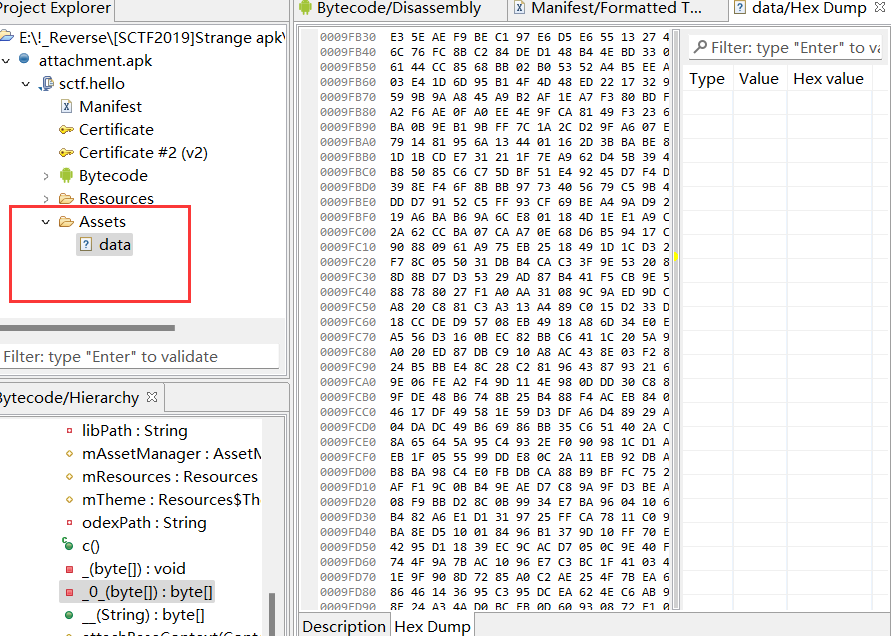 Project Explorer
E:\!_Reverse\[SCTF2019]Strange apk\
attachment.apk
sctf.hello
Manifest
Certificate
Certificate #2 (v2)
Bytecode
Resources
Assets
data
Filter: type "Enter" to validate
Bytecode/Hierarchy
libPath : String
mAssetManager : AssetM
mResources : Resources
mTheme : Resources$Th
odexPath : String
c()
_(byte[]) : void
_0_(byte[]) : byte[]
__(String) : byte[]
attachBaseContext(Cont
Bytecode/Disassembly
Manifest/Formatted T...
data/Hex Dump
0009FB30 E3 5E AE F9 BE C1 97 E6 D5 E6 55 13 27 4
0009FB40 6C 76 FC 8B C2 84 DE D1 48 B4 4E BD 33 0
0009FB50 61 44 CC 85 68 BB 02 B0 53 52 A4 B5 EE A
0009FB60 03 E4 1D 6D 95 B1 4F 4D 48 ED 22 17 32 9
0009FB70 59 9B 9A A8 45 A9 B2 AF 1E A7 F3 80 BD F
0009FB80 A2 F6 AE 0F A0 EE 4E 9F CA 81 49 F3 23 6
0009FB90 BA 0B 9E B1 9B FF 7C 1A 2C D2 9F A6 07 E
0009FBA0 79 14 81 95 6A 13 44 01 16 2D 3B BA BE 8
0009FBB0 1D 1B CD E7 31 21 1F 7E A9 62 D4 5B 39 4
0009FBC0 B8 50 85 C6 C7 5D BF 51 E4 92 45 D7 F4 D
0009FBD0 39 8E F4 6F 8B BB 97 73 40 56 79 C5 9B 4
0009FBE0 DD D7 91 52 C5 FF 93 CF 69 BE A4 9A D9 2
0009FBF0 19 A6 BA B6 9A 6C E8 01 18 4D 1E E1 A9 C
0009FC00 2A 62 CC BA 07 CA A7 0E 68 D6 B5 94 17 C
0009FC10 90 88 09 61 A9 75 EB 25 18 49 1D 1C D3 2
0009FC20 F7 8C 05 50 31 DB B4 CA C3 3F 9E 53 20 8
0009FC30 8D 8B D7 D3 53 29 AD 87 B4 41 F5 CB 9E 5
0009FC40 88 78 80 27 F1 A0 AA 31 08 9C 9A ED 9D C
0009FC50 A8 20 C8 81 C3 A3 13 A4 89 C0 15 D2 33 D
0009FC60 18 CC DE D9 57 08 EB 49 18 A8 6D 34 E0 E
0009FC70 A5 56 D3 16 0B EC 82 BB C6 41 1C 20 5A 9
0009FC80 A0 20 ED 87 DB C9 10 A8 AC 43 8E 03 F2 8
0009FC90 24 B5 BB E4 8C 28 C2 81 96 43 87 93 21 6
0009FCA0 9E 06 FE A2 F4 9D 11 4E 98 0D DD 30 C8 8
0009FCB0 9F DE 48 B6 74 8B 25 B4 88 F4 AC EB 84 0
0009FCC0 46 17 DF 49 58 1E 59 D3 DF A6 D4 89 29 A
0009FCD0 04 DA DC 49 B6 69 86 BB 35 C6 51 40 2A C
0009FCE0 8A 65 64 5A 95 C4 93 2E F0 90 98 1C D1 A
0009FCF0 EB 1F 05 55 99 DD E8 0C 2A 11 EB 92 DB A
0009FD00 B8 BA 98 C4 E0 FB DB CA 88 B9 BF FC 75 2
0009FD10 AF F1 9C 0B B4 9E AE D7 C8 9A 9F D3 BE A
0009FD20 08 F9 BB D2 8C 0B 99 34 E7 BA 96 04 10 6
0009FD30 B4 82 A6 E1 D1 31 97 25 FF CA 78 11 C0 9
0009FD40 BA 8E D5 10 01 84 96 B1 37 9D 10 FF 70 E
0009FD50 42 95 D1 18 39 EC 9C AC D7 05 0C 9E 40 F
0009FD60 74 4F 9A 7B AC 10 96 E7 C3 BC 1F 41 03 4
0009FD70 1E 9F 90 8D 72 85 A0 C2 AE 25 4F 7B EA 6
0009FD80 86 46 14 36 95 C3 95 DC EA 62 4E C6 AB 9
0009FD90 8F 24 A3 4A D0 BC FB 0D 60 93 08 72 F1 0
Description
Hex Dump
Filter: type "Enter" to va
Type Value Hex value